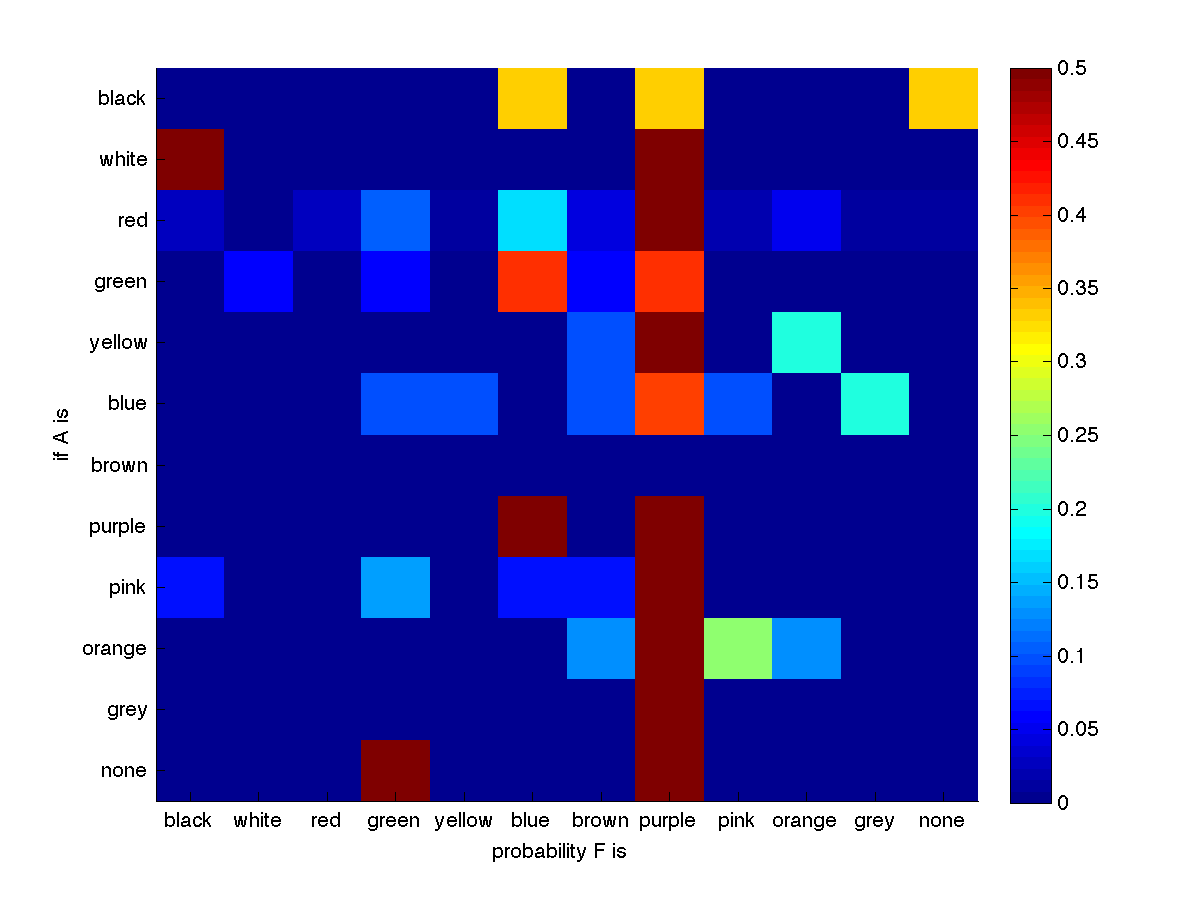 black
white
red
green
yellow
blue
brown
purple
pink
orange
grey
none
if A is
black white red green yellow blue brown purple pink orange grey none
probability F is
0.5
0.45
0.4
0.35
0.3
0.25
0.2
0.15
0.1
0.05
0